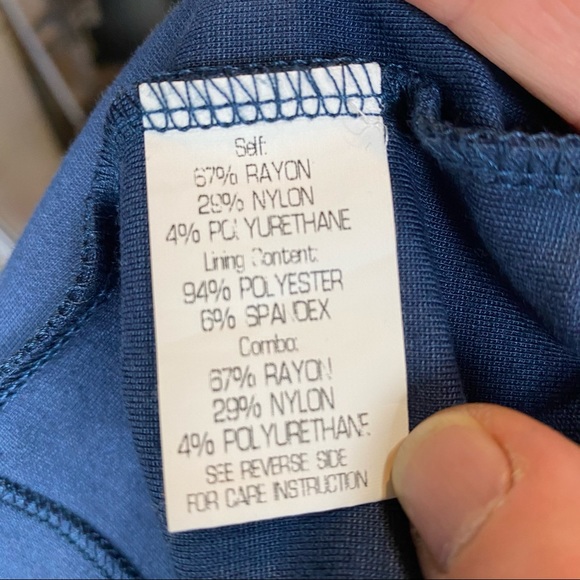 Self:
67% RAYON
29% NYLON
4% POLYURETHANE
Lining Content:
94% POLYESTER
6% SPANDEX
Combo:
67% RAYON
29% NYLON
4% POLYURETHANE
SEE REVERSE SIDE
FOR CARE INSTRUCTION